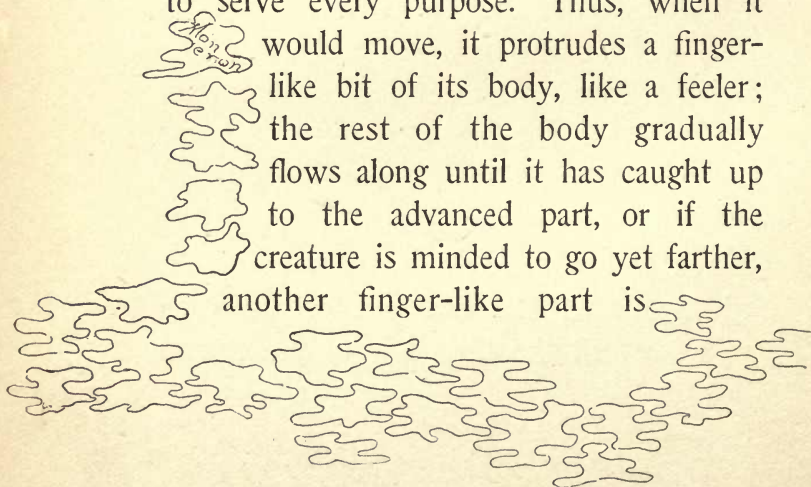 to serve every purpose. Thus, when it
Mon
eron
would move, it protrudes a finger-
like bit of its body, like a feeler;
the rest of the body gradually
flows along until it has caught up
to the advanced part, or if the
creature is minded to go yet farther,
another finger-like part is